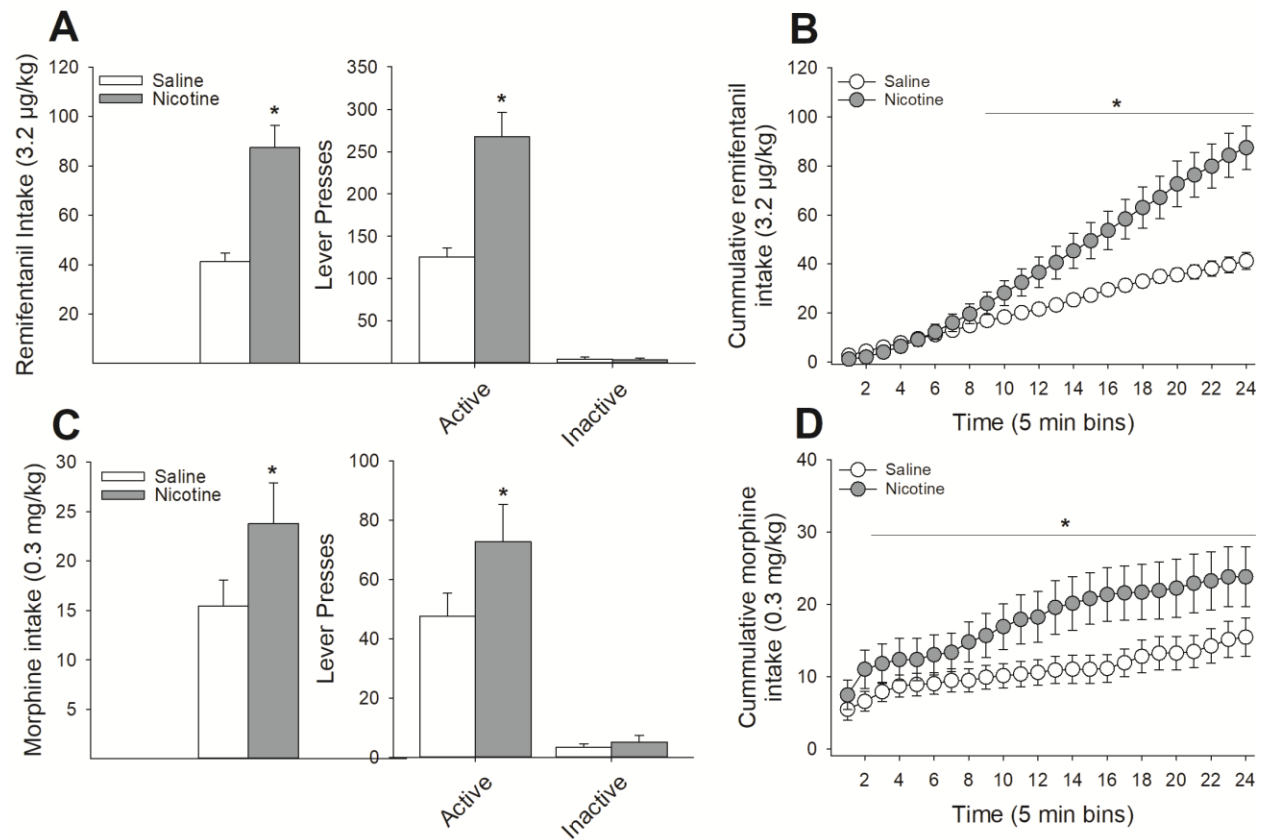 A
Remifentanil Intake (3.2 µg/kg)
120
100
80
60
40
20
Saline
Nicotine
*
Lever Presses
350
300
250
200
150
100
50
*
Active
Inactive
B
Cummulative remifentanil
intake (3.2 µg/kg)
120
100
80
60
40
20
0
Saline
Nicotine
*
2 4 6 8 10 12 14 16 18 20 22 24
Time (5 min bins)
C
Morphine intake (0.3 mg/kg)
30
25
20
15
10
5
Saline
Nicotine
*
Lever Presses
100
80
60
40
20
0
*
Active
Inactive
D
Cummulative morphine
intake (0.3 mg/kg)
40
30
20
10
0
Saline
Nicotine
*
2 4 6 8 10 12 14 16 18 20 22 24
Time (5 min bins)